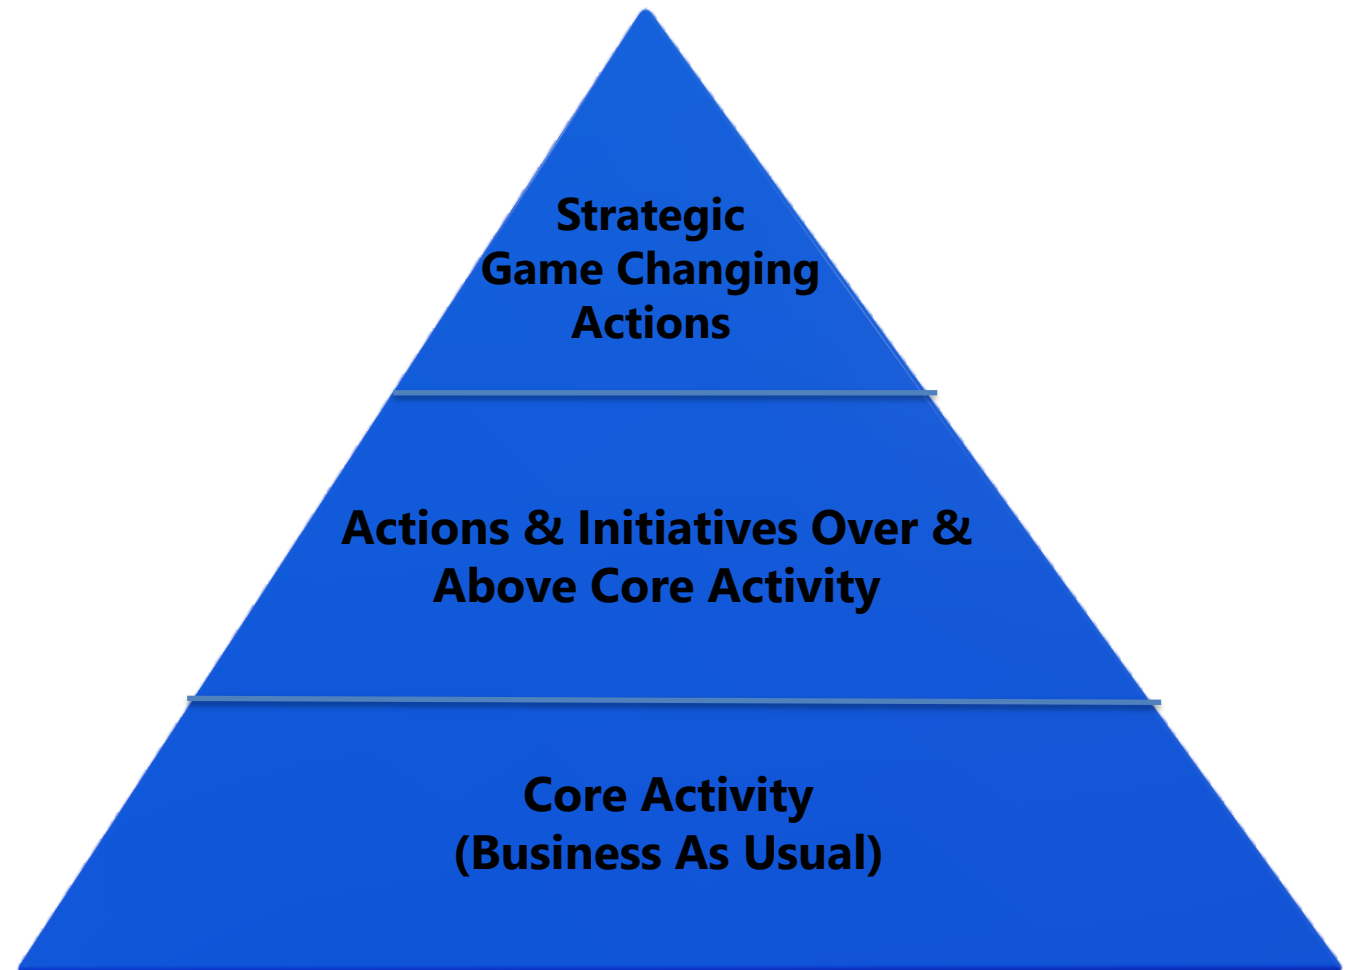 Strategic
Game Changing
Actions
Actions & Initiatives Over &
Above Core Activity
Core Activity
(Business As Usual)